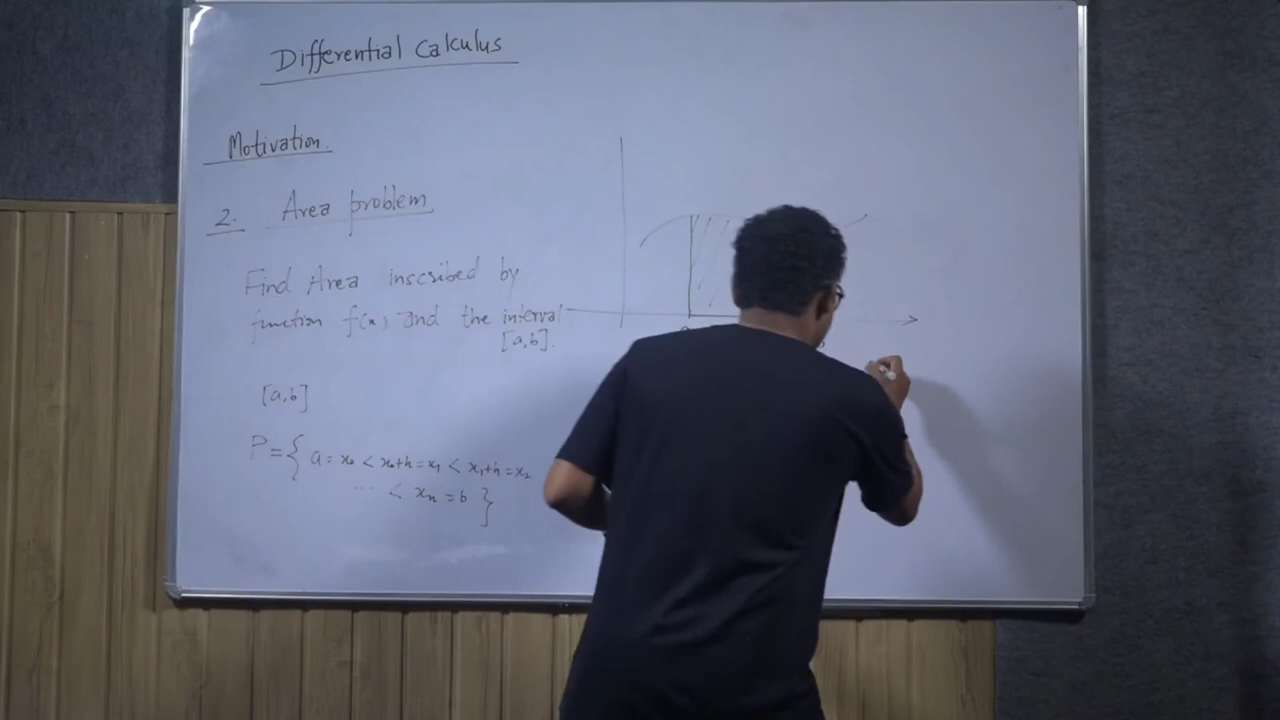 Differential Calculus
Motivation.
2. Area problem
Find Area inscribed by
function f(x) and the interval
[a,b].
[a,b]
P = { a = x₀ < x₀+h = x₁ < x₁+h = x₂
... < xₙ = b }